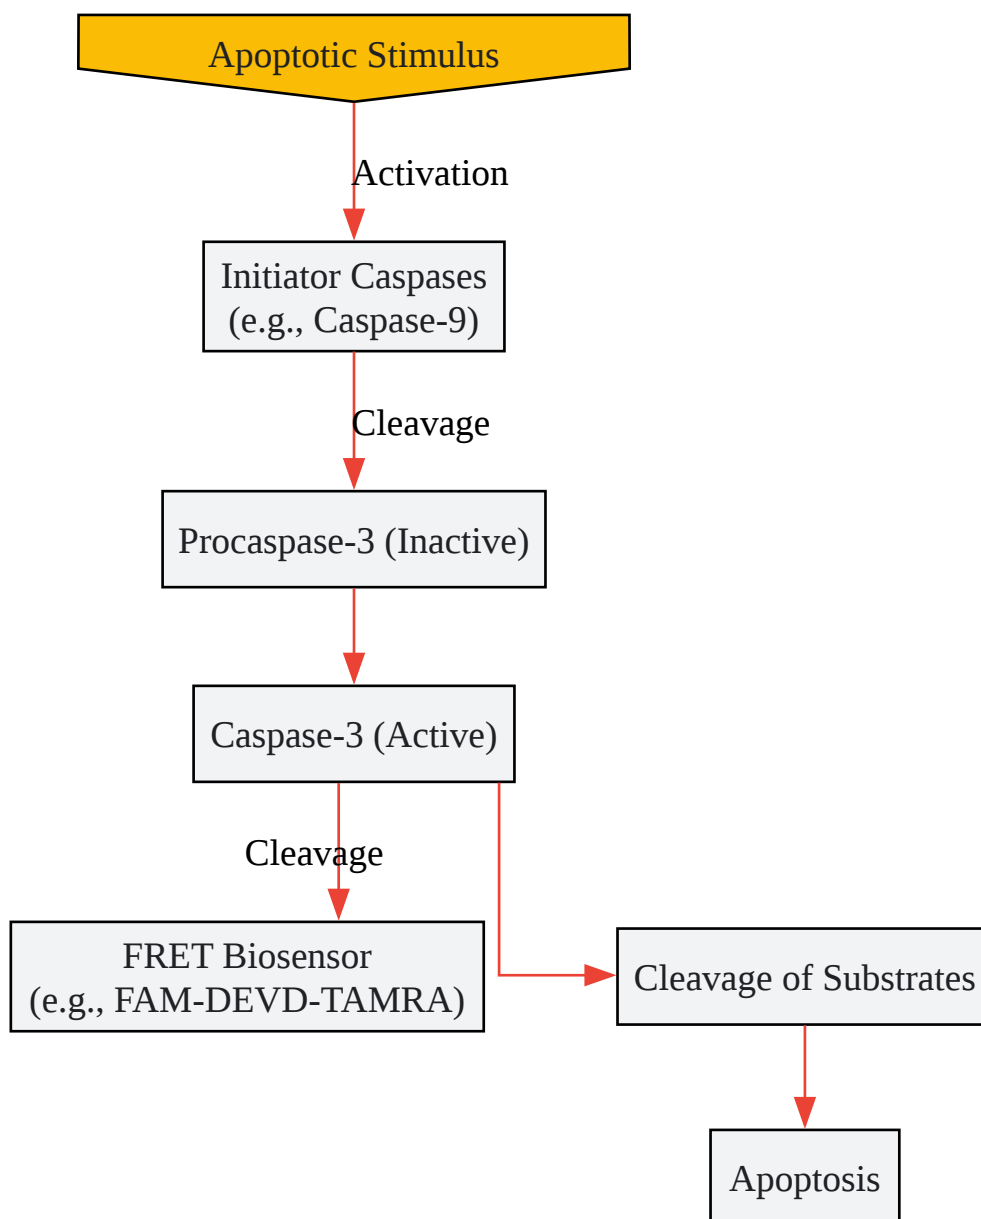 Apoptotic Stimulus
Activation
Initiator Caspases
(e.g., Caspase-9)
Cleavage
Procaspase-3 (Inactive)
Caspase-3 (Active)
Cleavage
FRET Biosensor
(e.g., FAM-DEVD-TAMRA)
Cleavage of Substrates
Apoptosis